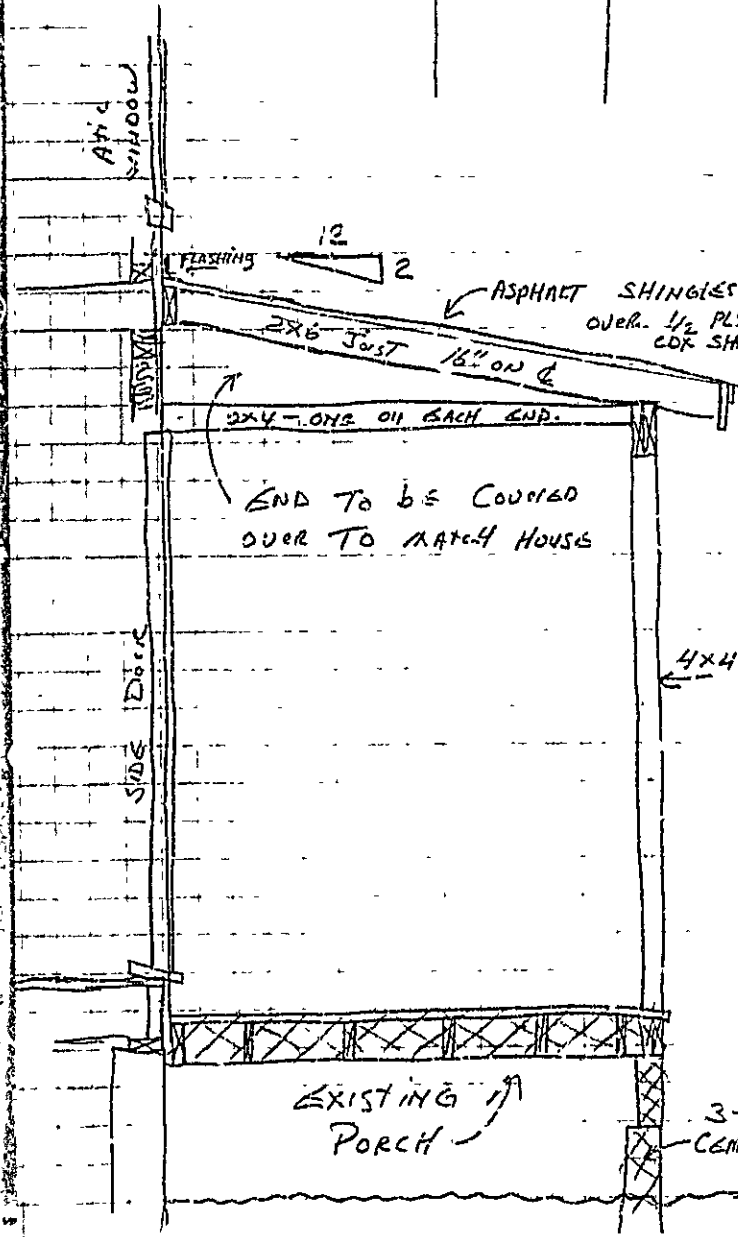 Attic
WINDOW
FLASHING
12
2
ASPHALT SHINGLES
OVER 1/2 PL
CDX SH
2X6 JOIST 16" ON ℄
2X4 - ONE ON EACH END.
END TO bE COVERED
OVER TO MATCH HOUSE
SIDE DOOR
4X4
EXISTING
PORCH
3-
CEM